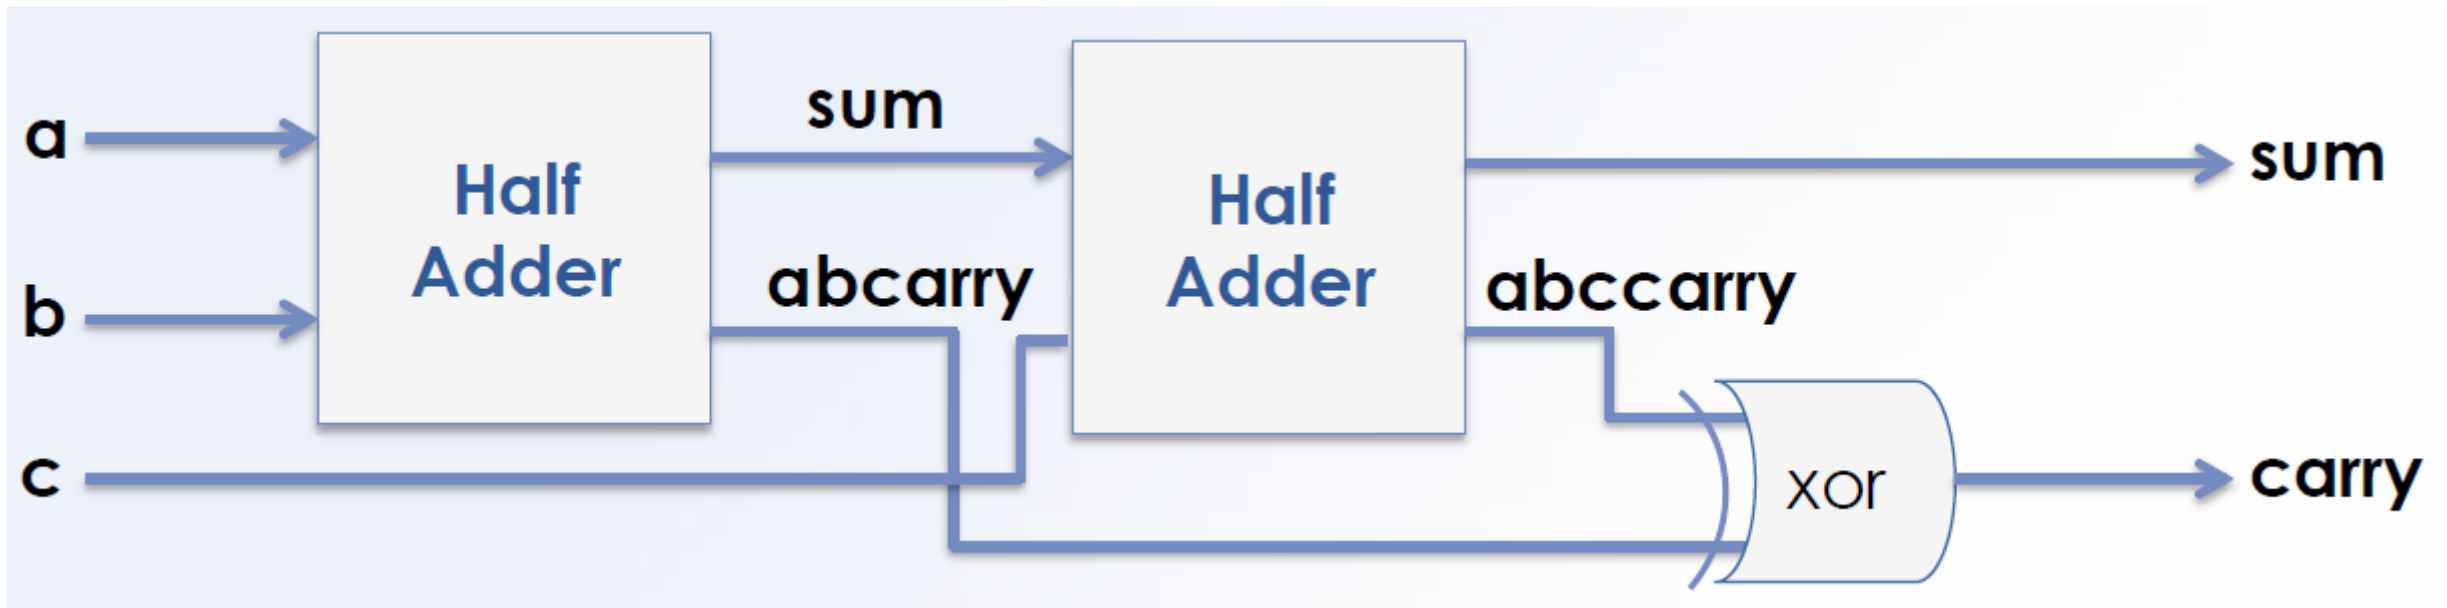 a
b
c
Half
Adder
sum
abcarry
Half
Adder
abccarry
xor
sum
carry